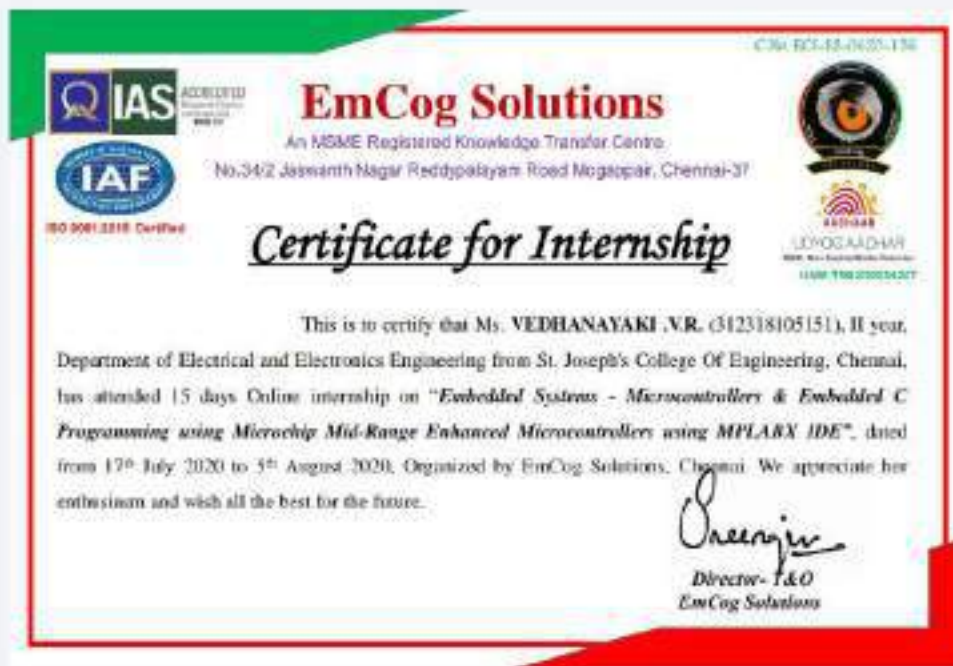 IAS
ACCREDITED
IAF
ISO 9001:2015 Certified
EmCog Solutions
An MSME Registered Knowledge Transfer Centre
No.34/2 Jaswanth Nagar Reddypalayam Road Mogappair, Chennai-37
AADHAAR
UDYOG AADHAR
Certificate for Internship
This is to certify that Ms. VEDHANAYAKI .V.R. (312318105151), II year,
Department of Electrical and Electronics Engineering from St. Joseph's College Of Engineering, Chennai,
has attended 15 days Online internship on "Embedded Systems - Microcontrollers & Embedded C
Programming using Microchip Mid-Range Enhanced Microcontrollers using MPLABX IDE", dated
from 17th July 2020 to 5th August 2020, Organized by EmCog Solutions, Chennai. We appreciate her
enthusiasm and wish all the best for the future.
Director- T&O
EmCog Solutions